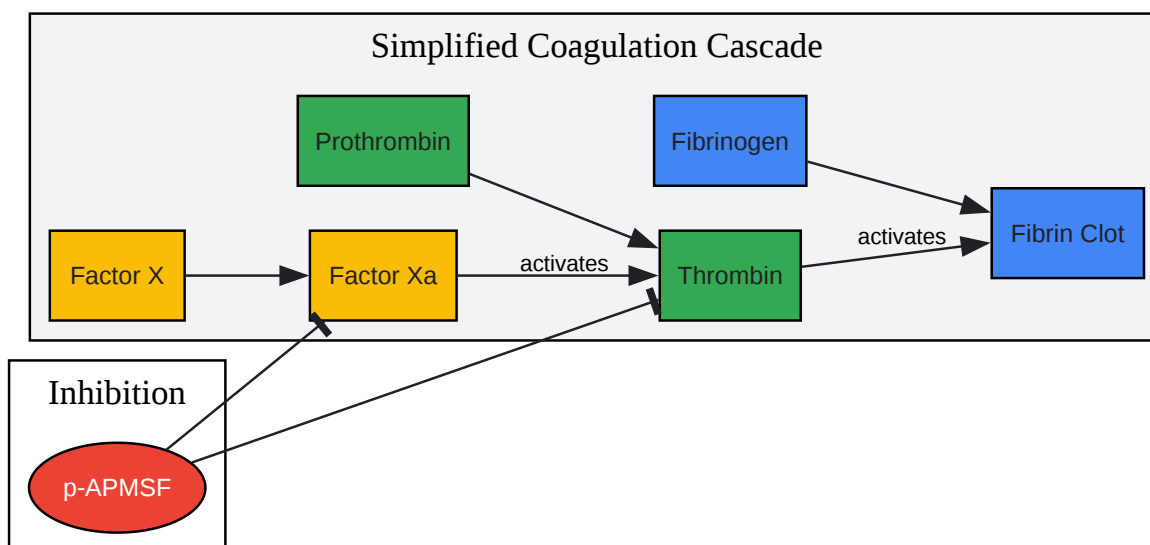 Simplified Coagulation Cascade
Prothrombin
Fibrinogen
Factor X
Factor Xa
activates
Thrombin
activates
Fibrin Clot
Inhibition
p-APMSF